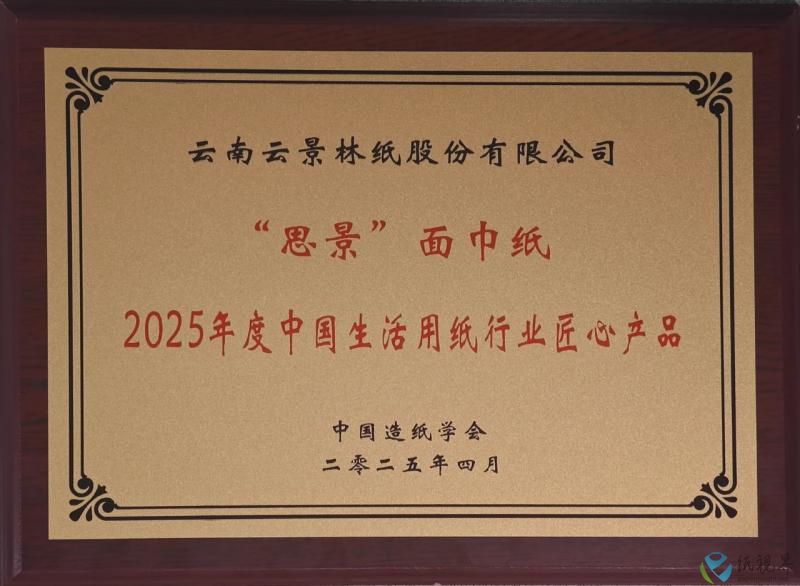 云南云景林纸股份有限公司
“思景”面巾纸
2025年度中国生活用纸行业匠心产品
中国造纸学会
二零二五年四月